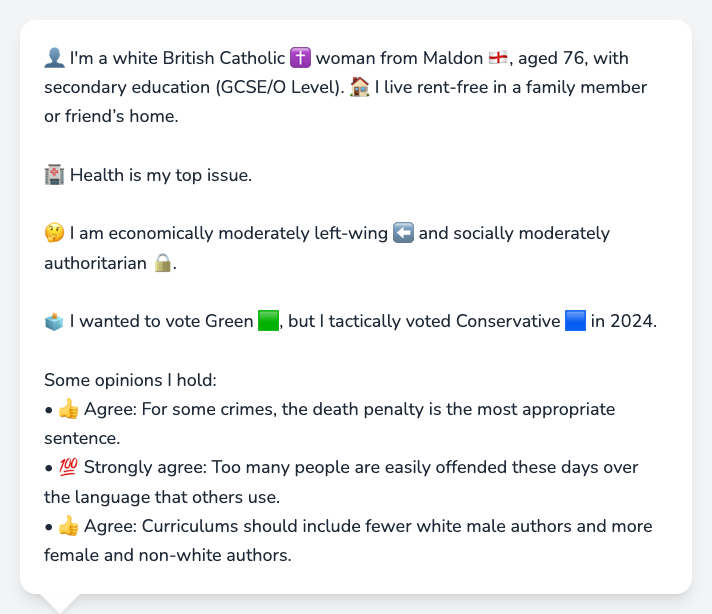 👤 I'm a white British Catholic ✝️ woman from Maldon 🏴󠁧󠁢󠁥󠁮󠁧󠁿, aged 76, with
secondary education (GCSE/O Level). 🏠 I live rent-free in a family member
or friend’s home.
🏥 Health is my top issue.
🤔 I am economically moderately left-wing ⬅️ and socially moderately
authoritarian 🔒.
🗳️ I wanted to vote Green 🟩, but I tactically voted Conservative 🟦 in 2024.
Some opinions I hold:
• 👍 Agree: For some crimes, the death penalty is the most appropriate
sentence.
• 💯 Strongly agree: Too many people are easily offended these days over
the language that others use.
• 👍 Agree: Curriculums should include fewer white male authors and more
female and non-white authors.